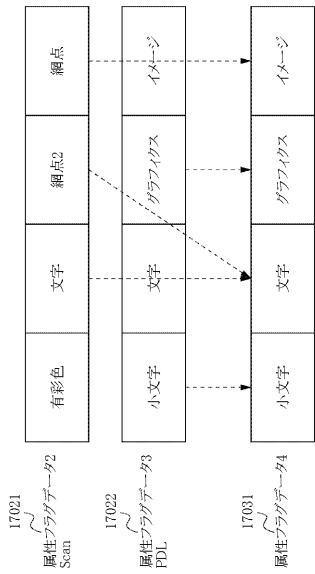 17021
属性フラグデータ2
Scan
有彩色
文字
網点2
網点
17022
属性フラグデータ3
PDL
小文字
文字
グラフィクス
イメージ
17031
属性フラグデータ4
小文字
文字
グラフィクス
イメージ